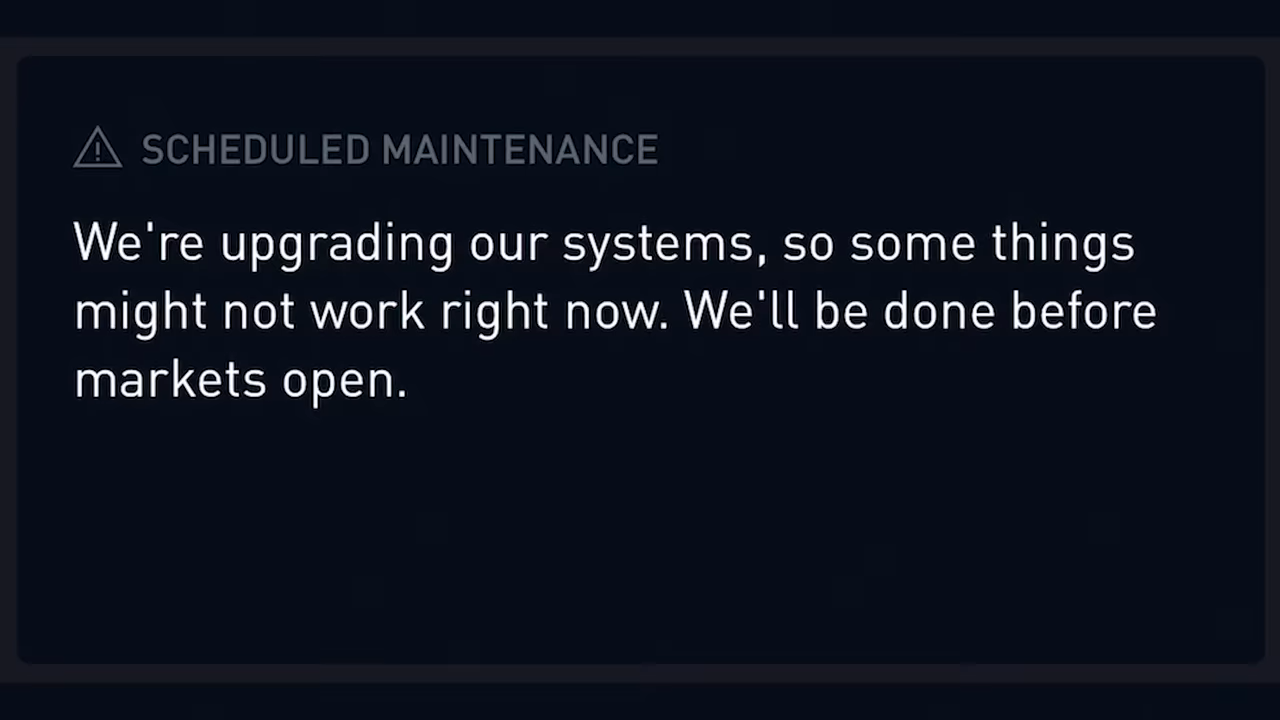 SCHEDULED MAINTENANCE
We're upgrading our systems, so some things
might not work right now. We'll be done before
markets open.